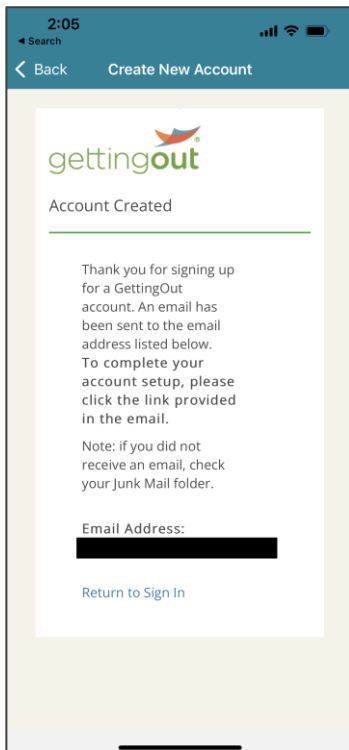 2:05
◄ Search
Back Create New Account
gettingout®
Account Created
Thank you for signing up
for a GettingOut
account. An email has
been sent to the email
address listed below.
To complete your
account setup, please
click the link provided
in the email.
Note: if you did not
receive an email, check
your Junk Mail folder.
Email Address:
Return to Sign In